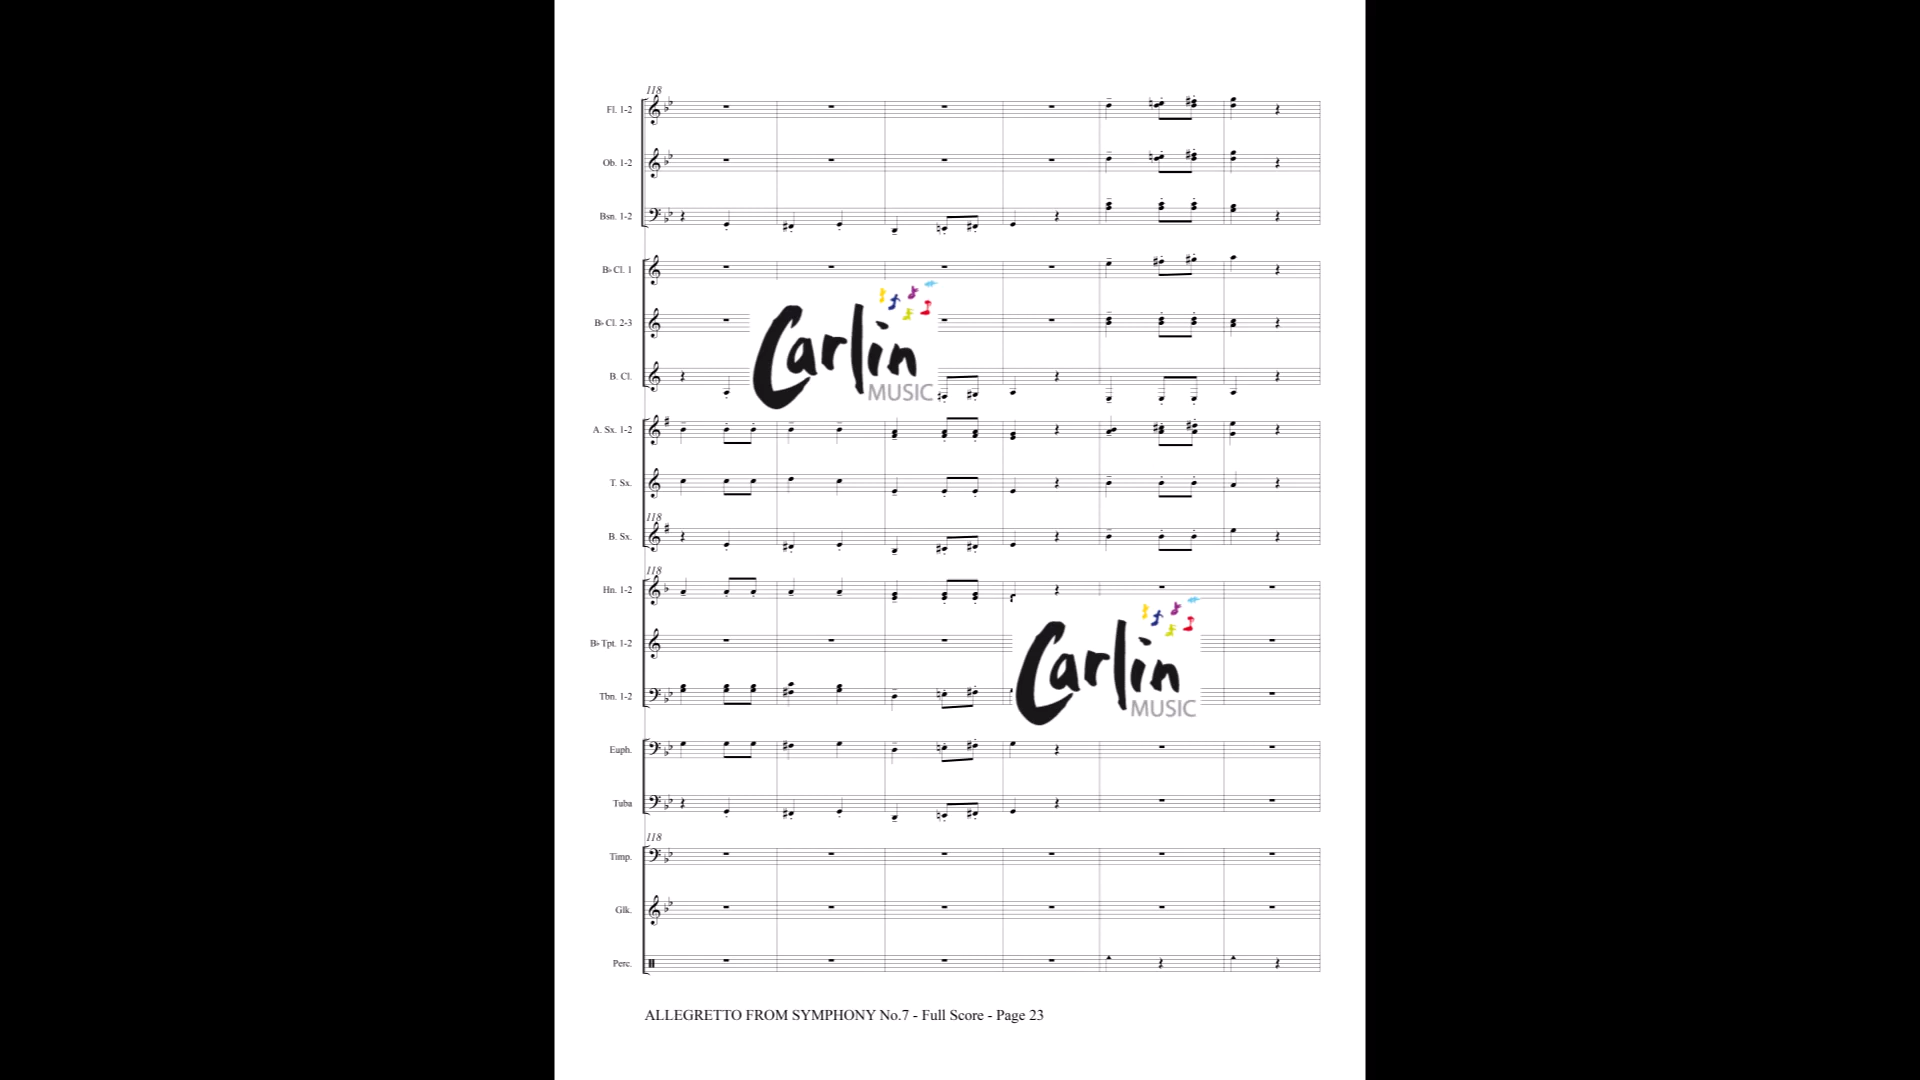 118
Fl. 1-2
Ob. 1-2
Bsn. 1-2
B♭ Cl. 1
B♭ Cl. 2-3
B. Cl.
A. Sx. 1-2
T. Sx.
118
B. Sx.
118
Hn. 1-2
B♭ Tpt. 1-2
Tbn. 1-2
Euph.
Tuba
118
Timp.
Glk.
Perc.
Carlin
MUSIC
Carlin
MUSIC
ALLEGRETTO FROM SYMPHONY No.7 - Full Score - Page 23